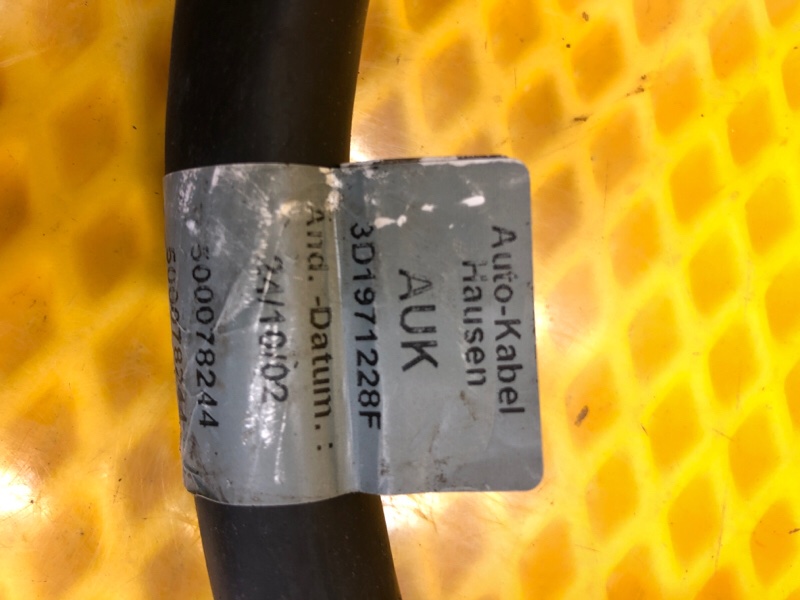 Auto-Kabel
Hausen
AUK
3D1971228F
Änd. -Datum. :
24/10/02
500078244